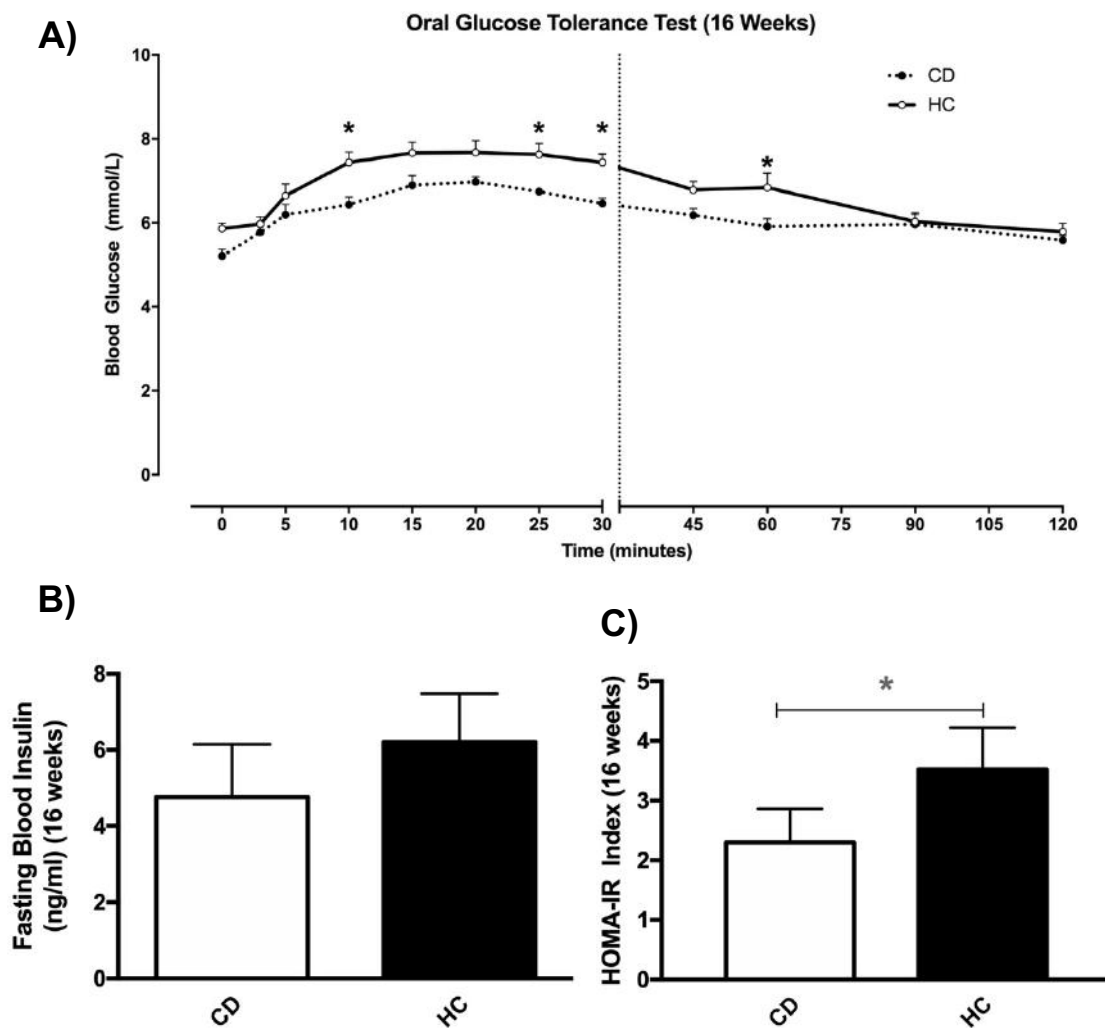 A)
Oral Glucose Tolerance Test (16 Weeks)
Blood Glucose (mmol/L)
10
8
6
4
2
0
CD
HC
*
*
*
*
0 5 10 15 20 25 30 45 60 75 90 105 120
Time (minutes)
B)
Fasting Blood Insulin
(ng/ml) (16 weeks)
8
6
4
2
0
CD HC
C)
HOMA-IR Index (16 weeks)
5
4
3
2
1
0
*
CD HC